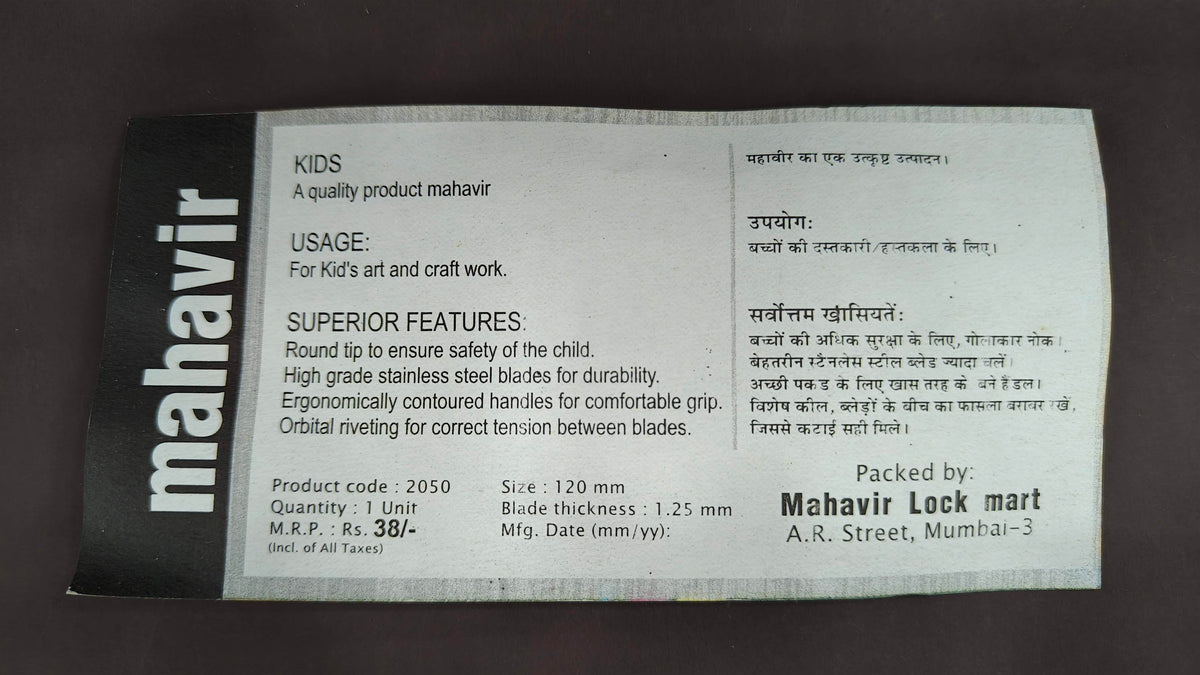 mahavir
KIDS
A quality product mahavir
USAGE:
For Kid's art and craft work.
SUPERIOR FEATURES:
Round tip to ensure safety of the child.
High grade stainless steel blades for durability.
Ergonomically contoured handles for comfortable grip.
Orbital riveting for correct tension between blades.
महावीर का एक उत्कृष्ट उत्पादन।
उपयोग:
बच्चों की दस्तकारी/हस्तकला के लिए।
सर्वोत्तम खासियतें:
बच्चों की अधिक सुरक्षा के लिए, गोलाकार नोक।
बेहतरीन स्टेनलेस स्टील ब्लेड ज्यादा चलें।
अच्छी पकड के लिए खास तरह के बने हैंडल।
विशेष कील, ब्लेडों के बीच का फासला बराबर रखें,
जिससे कटाई सही मिले।
Product code : 2050
Quantity : 1 Unit
M.R.P. : Rs. 38/-
(Incl. of All Taxes)
Size : 120 mm
Blade thickness : 1.25 mm
Mfg. Date (mm/yy):
Packed by:
Mahavir Lock mart
A.R. Street, Mumbai-3